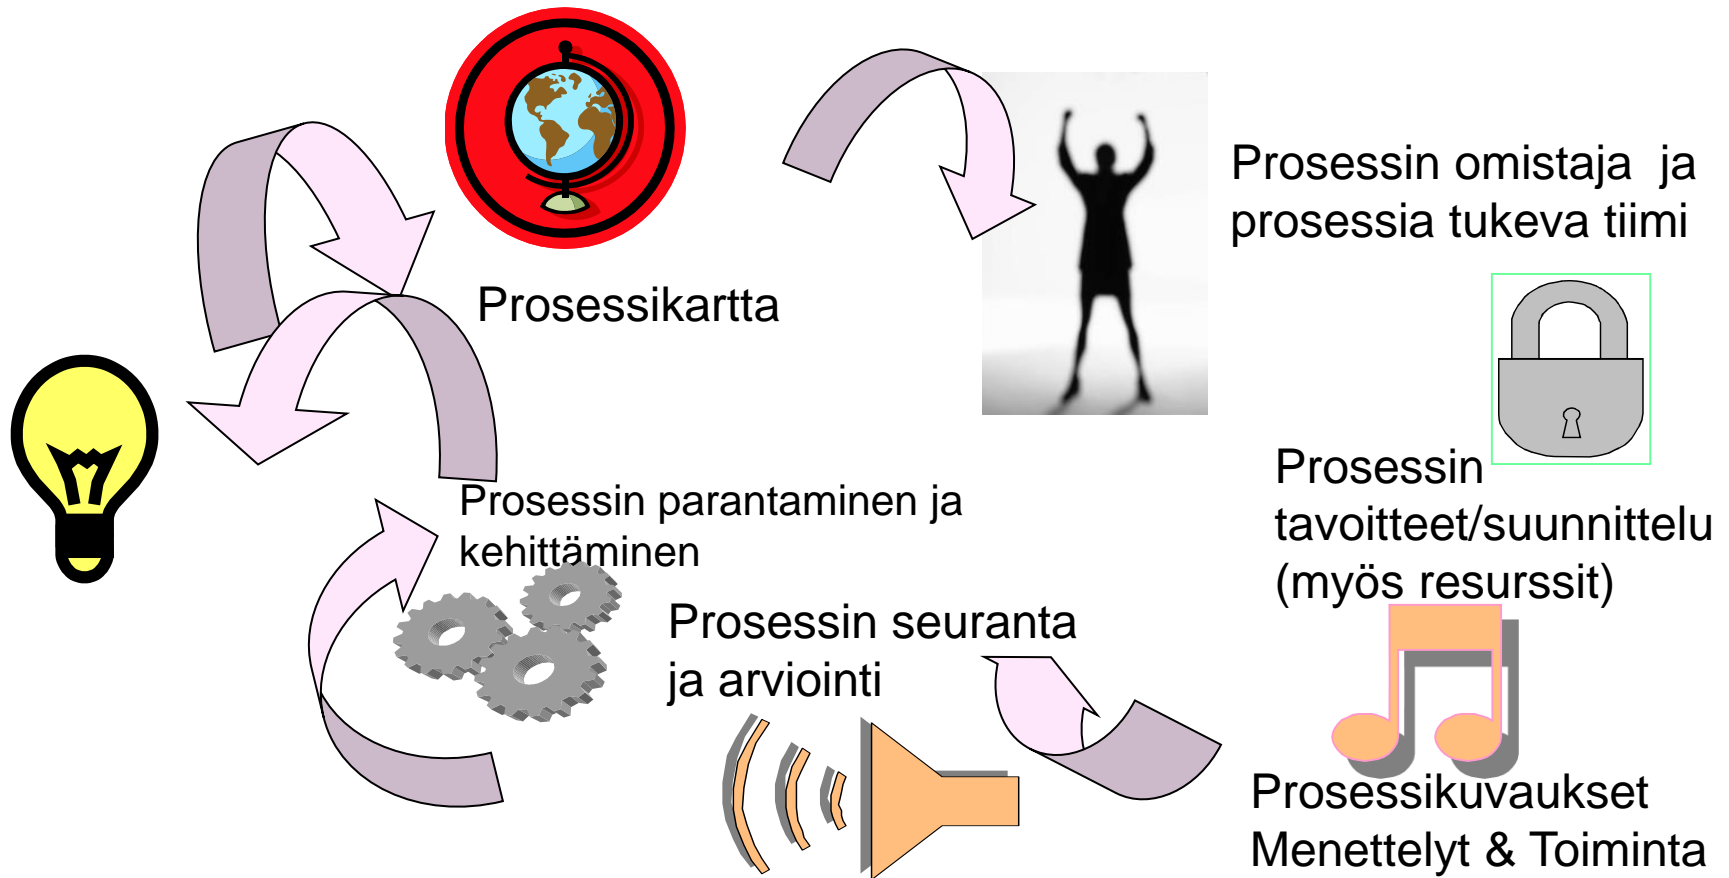 Prosessikartta
Prosessin omistaja ja
prosessia tukeva tiimi
Prosessin
tavoitteet/suunnittelu
(myös resurssit)
Prosessikuvaukset
Menettelyt & Toiminta
Prosessin seuranta
ja arviointi
Prosessin parantaminen ja
kehittäminen